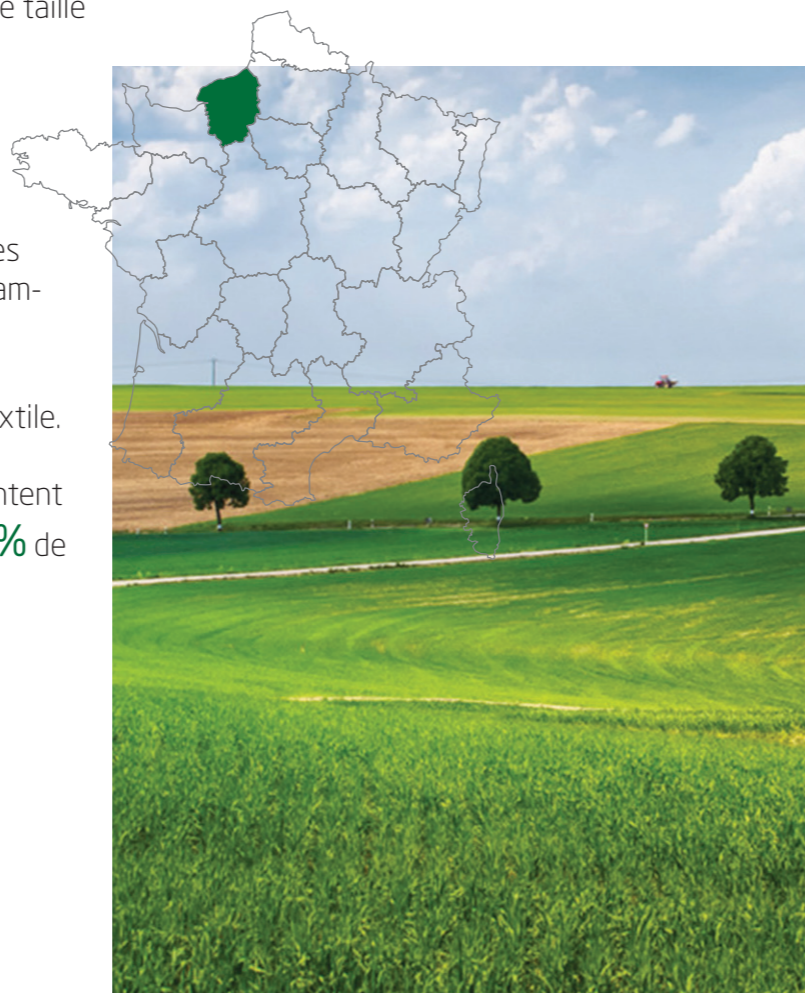 e taille
es
am-
xtile.
ntent
% de